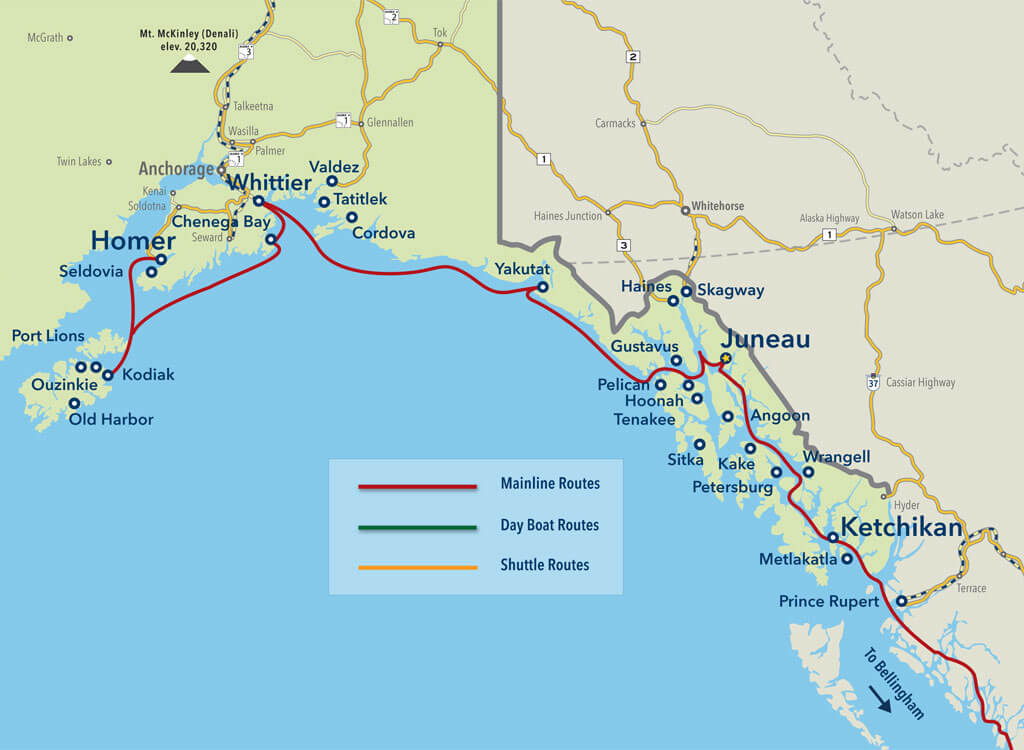 McGrath
Mt. McKinley (Denali)
elev. 20,320
3
2
Tok
2
Talkeetna
Wasilla
1
Glennallen
Carmacks
Palmer
1
1
Twin Lakes
Anchorage
Valdez
Whittier
Kenai
Soldotna
Tatitlek
Chenega Bay
Cordova
Seward
Homer
Seldovia
Haines Junction
Whitehorse
Alaska Highway
Watson Lake
1
3
Yakutat
Haines
Skagway
Port Lions
Ouzinkie
Kodiak
Old Harbor
Gustavus
Juneau
Pelican
Hoonah
Tenakee
Angoon
37
Cassiar Highway
Sitka
Kake
Wrangell
Petersburg
Hyder
Ketchikan
Metlakatla
Prince Rupert
Terrace
To Bellingham
Mainline Routes
Day Boat Routes
Shuttle Routes